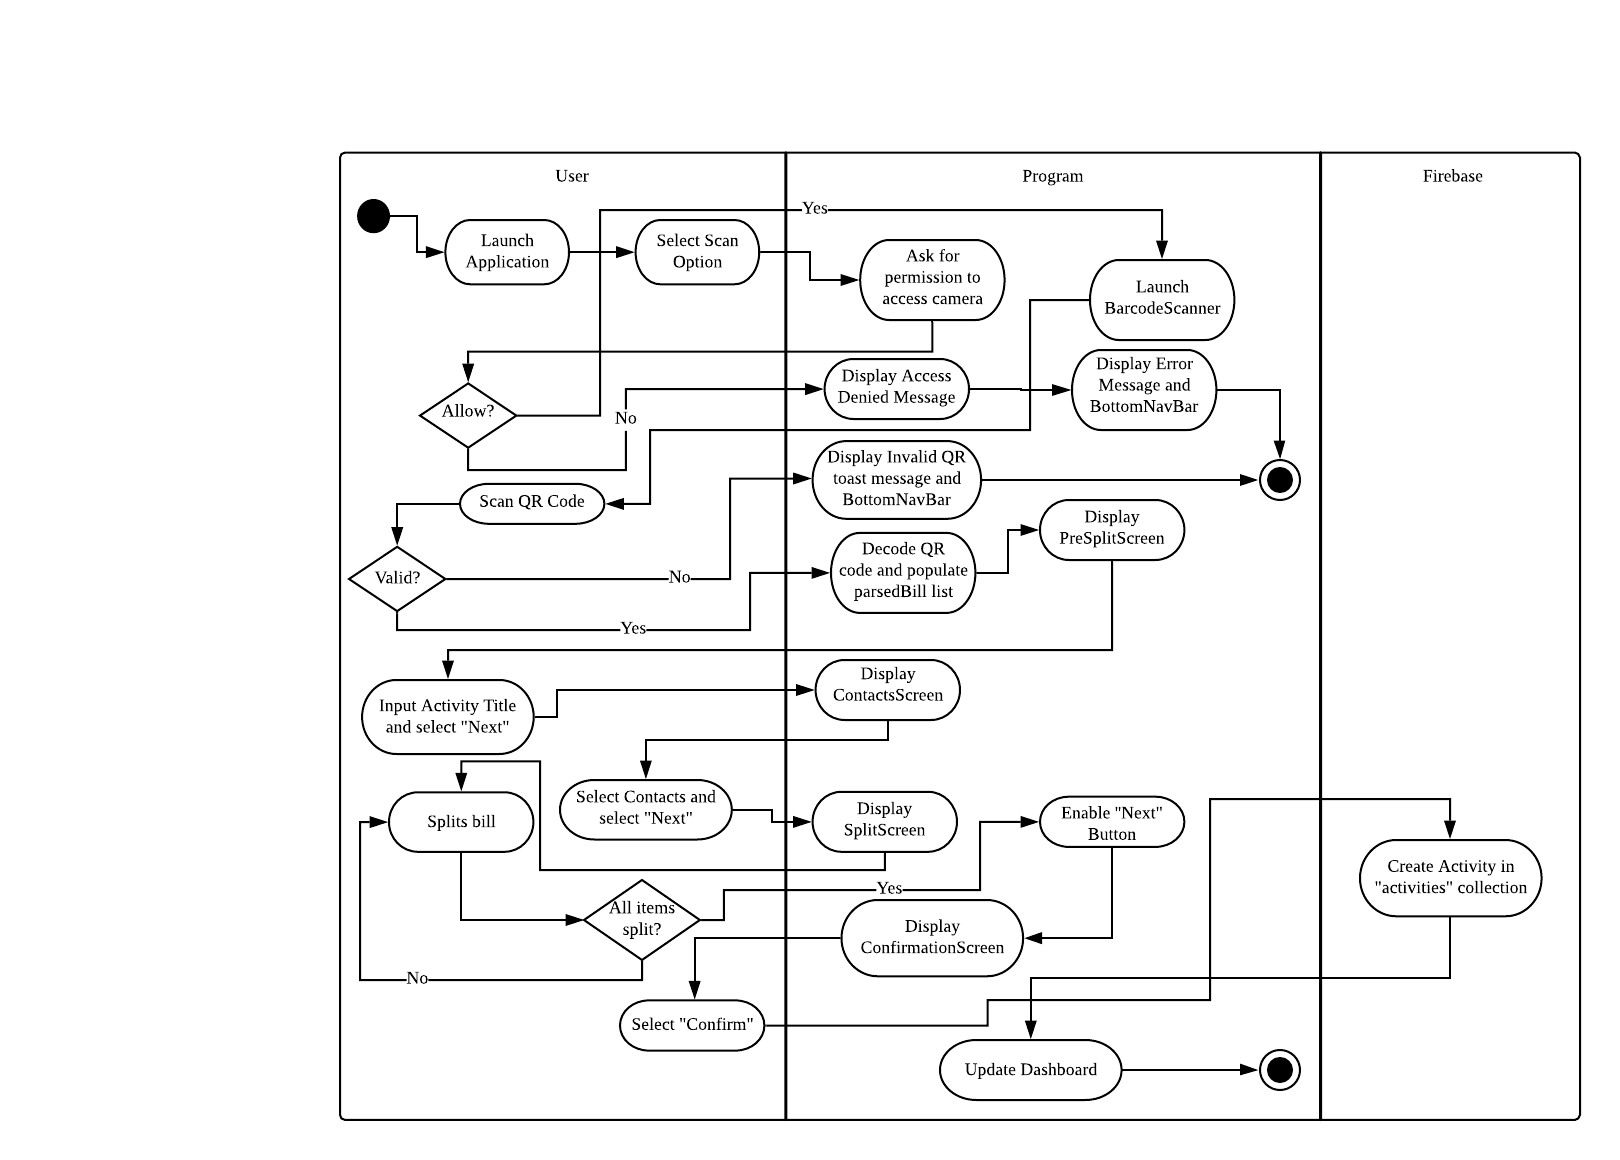 User
Program
Firebase
Yes
Launch
Application
Select Scan
Option
Ask for
permission to
access camera
Launch
BarcodeScanner
Allow?
No
Display Access
Denied Message
Display Error
Message and
BottomNavBar
Scan QR Code
Display Invalid QR
toast message and
BottomNavBar
Display
PreSplitScreen
Valid?
No
Yes
Decode QR
code and populate
parsedBill list
Input Activity Title
and select "Next"
Display
ContactsScreen
Splits bill
Select Contacts and
select "Next"
Display
SplitScreen
Enable "Next"
Button
Create Activity in
"activities" collection
All items
split?
Yes
No
Display
ConfirmationScreen
Select "Confirm"
Update Dashboard